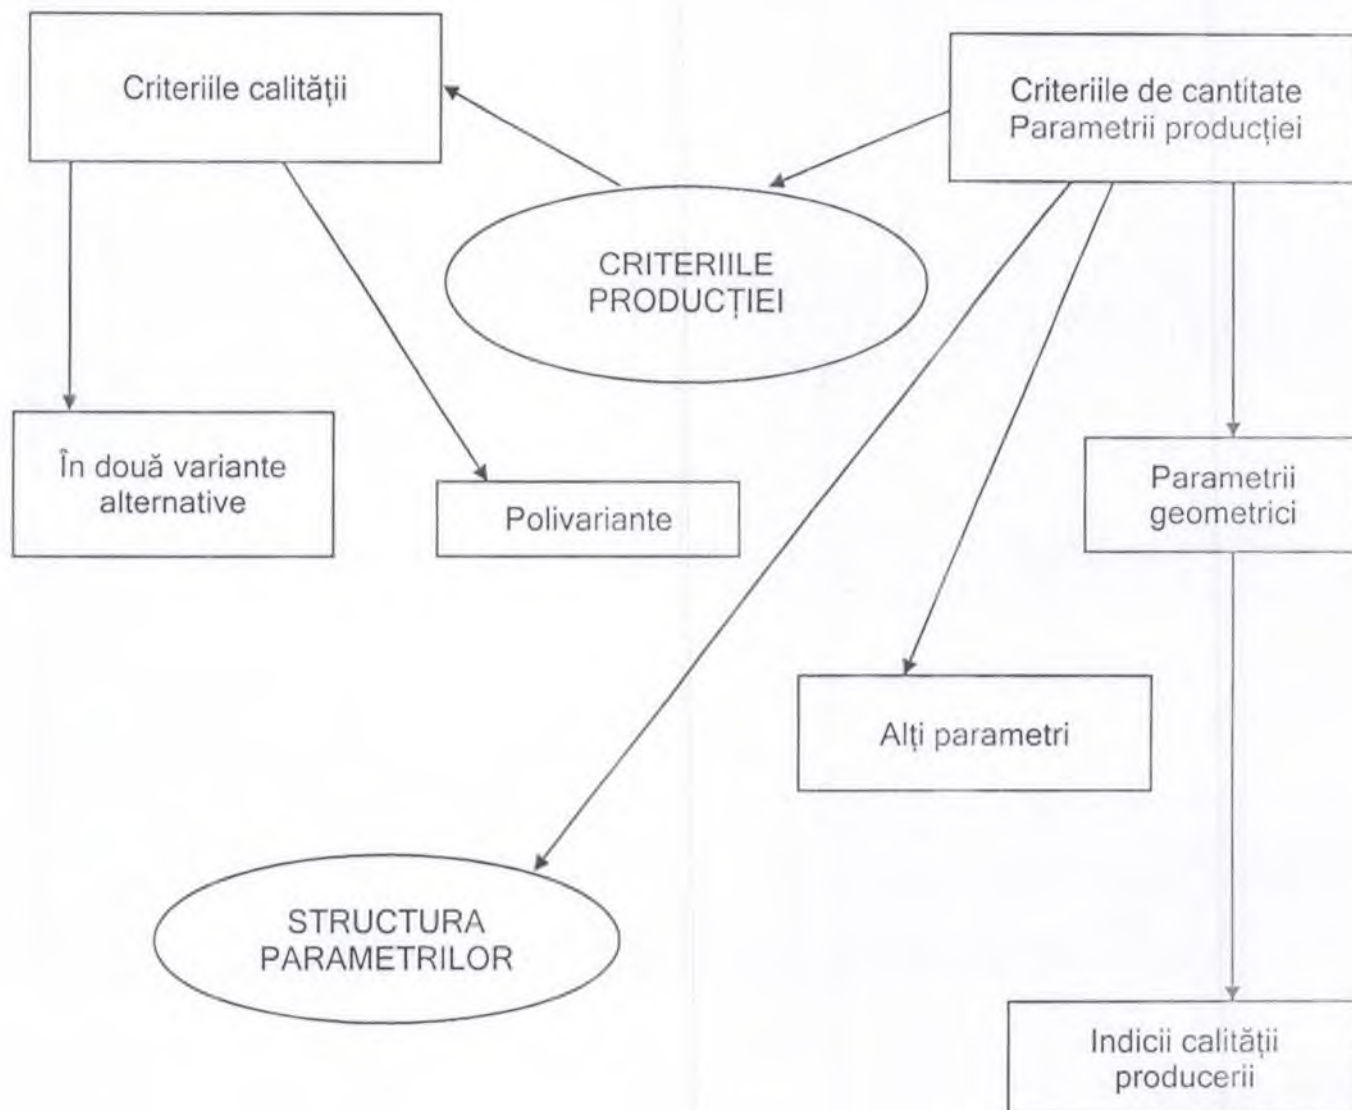 Criteriile calității
Criteriile de cantitate
Parametrii producției
CRITERIILE
PRODUCȚIEI
În două variante
alternative
Polivariante
Parametrii
geometrici
Alți parametri
STRUCTURA
PARAMETRILOR
Indicii calității
producerii